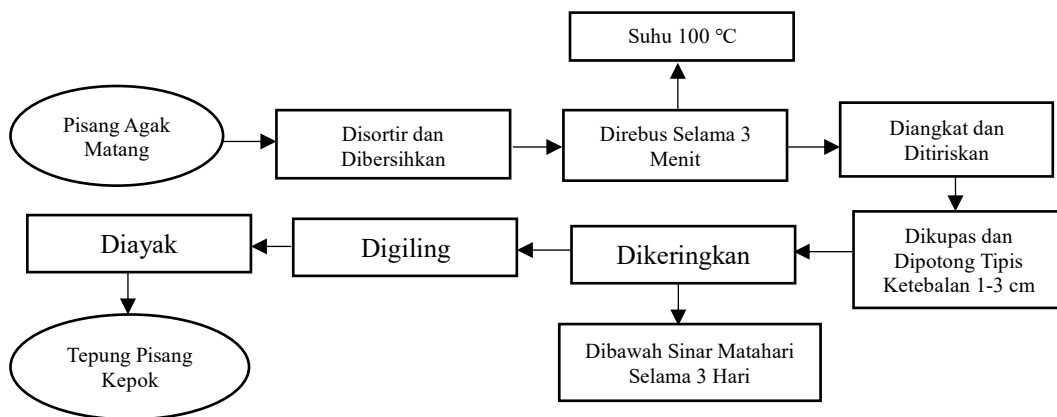 Suhu 100 ℃
Pisang Agak
Matang
Disortir dan
Dibersihkan
Direbus Selama 3
Menit
Diangkat dan
Ditiriskan
Dikupas dan
Dipotong Tipis
Ketebalan 1-3 cm
Dikeringkan
Dibawah Sinar Matahari
Selama 3 Hari
Digiling
Diayak
Tepung Pisang
Kepok